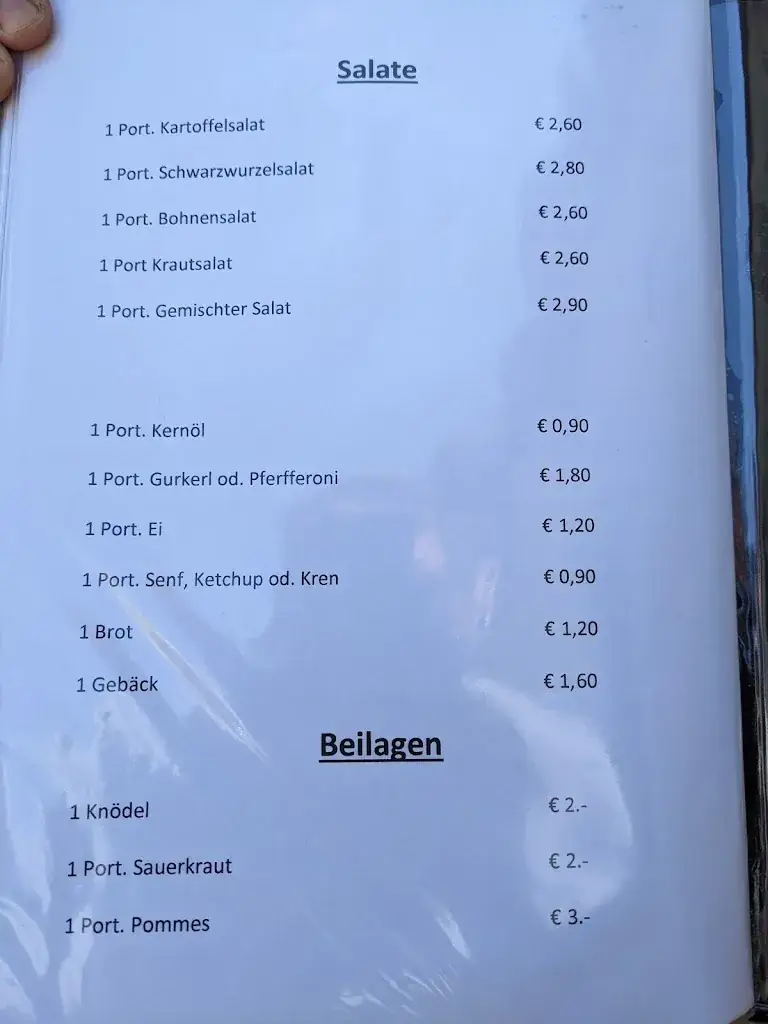 Salate
1 Port. Kartoffelsalat € 2,60
1 Port. Schwarzwurzelsalat € 2,80
1 Port. Bohnensalat € 2,60
1 Port Krautsalat € 2,60
1 Port. Gemischter Salat € 2,90
1 Port. Kernöl € 0,90
1 Port. Gurkerl od. Pferfferoni € 1,80
1 Port. Ei € 1,20
1 Port. Senf, Ketchup od. Kren € 0,90
1 Brot € 1,20
1 Gebäck € 1,60
Beilagen
1 Knödel € 2.-
1 Port. Sauerkraut € 2.-
1 Port. Pommes € 3.-